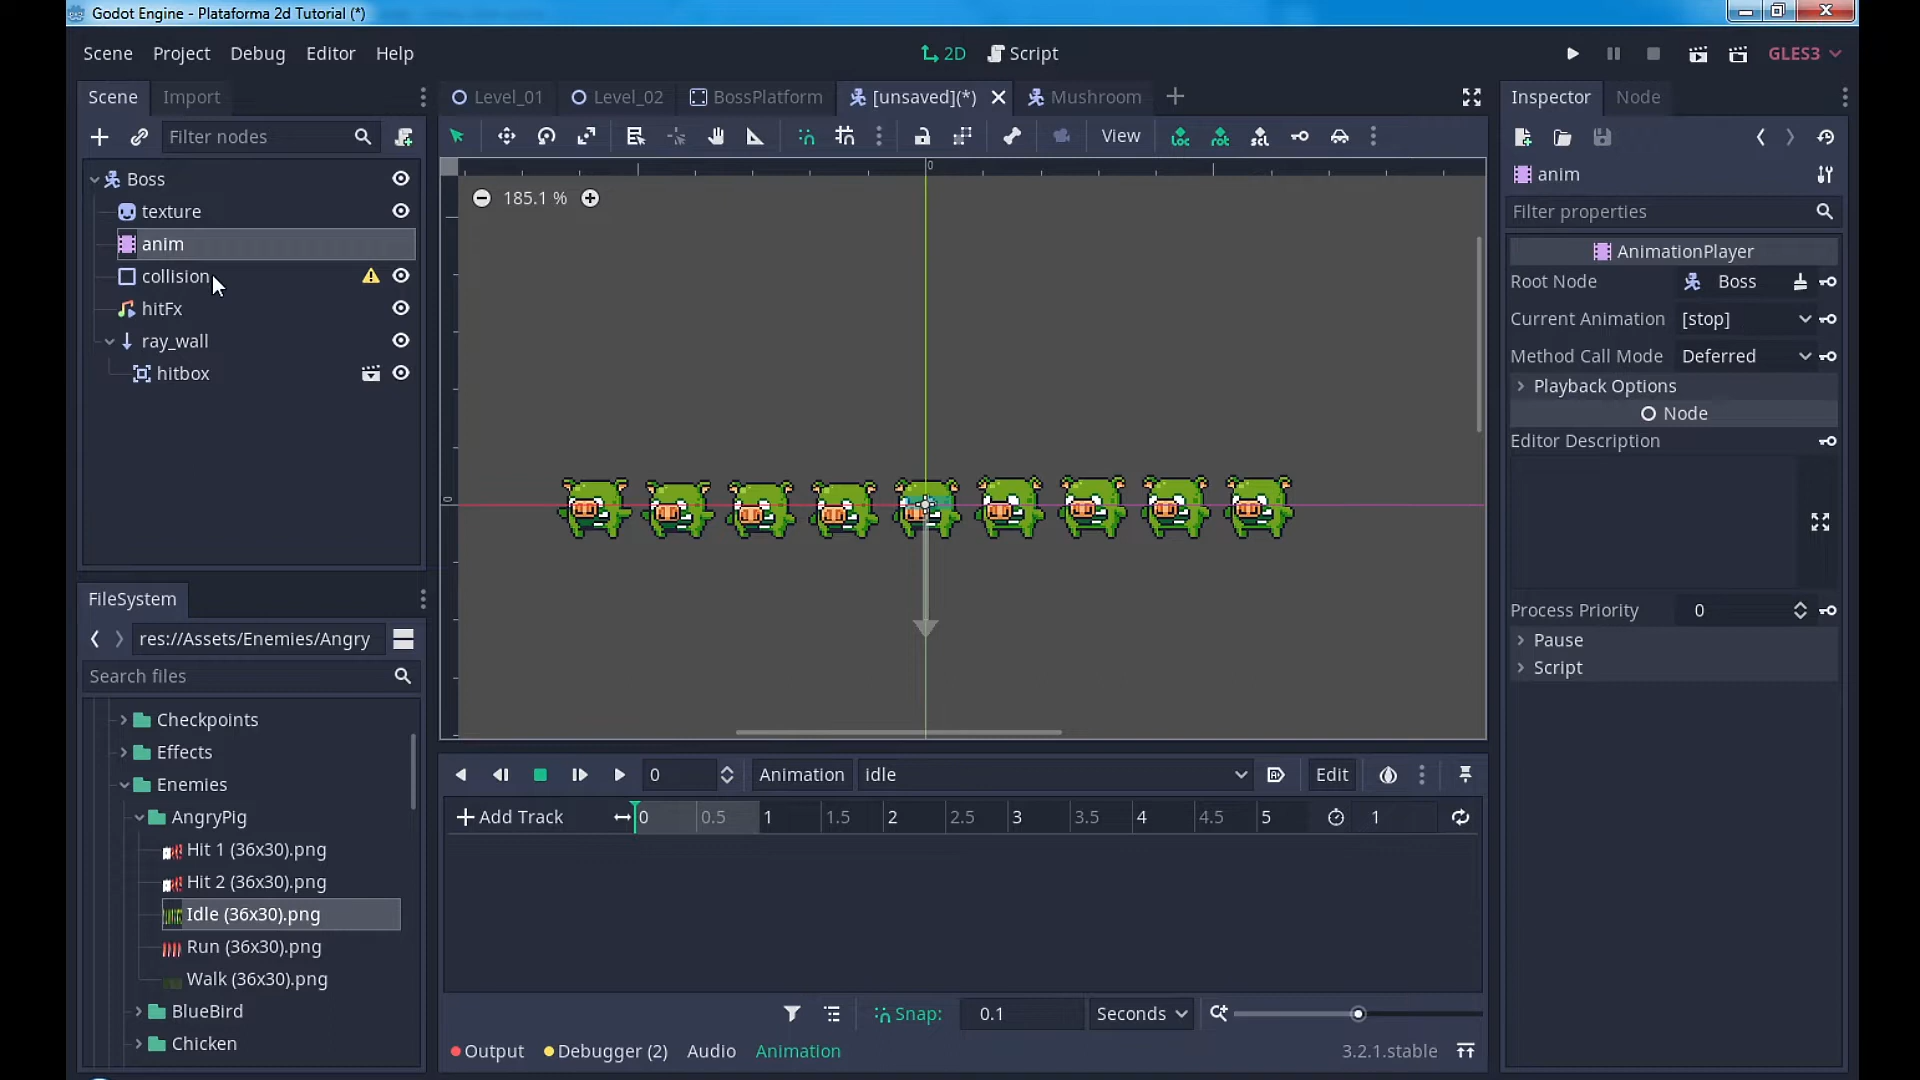 Godot Engine - Plataforma 2d Tutorial (*)
Scene Project Debug Editor Help
2D Script
GLES3
Scene Import
Level_01 Level_02 BossPlatform [unsaved](*) Mushroom
Inspector Node
Filter nodes
View
LOC ROT SCL
anim
Filter properties
Boss
texture
anim
collision
hitFx
ray_wall
hitbox
185.1 %
0
0
AnimationPlayer
Root Node Boss
Current Animation [stop]
Method Call Mode Deferred
Playback Options
Node
Editor Description
Process Priority 0
Pause
Script
FileSystem
res://Assets/Enemies/Angry
Search files
Checkpoints
Effects
Enemies
AngryPig
Hit 1 (36x30).png
Hit 2 (36x30).png
Idle (36x30).png
Run (36x30).png
Walk (36x30).png
BlueBird
Chicken
0 Animation idle Edit
Add Track 0 0.5 1 1.5 2 2.5 3 3.5 4 4.5 5 1
Snap: 0.1 Seconds
Output Debugger (2) Audio Animation 3.2.1.stable